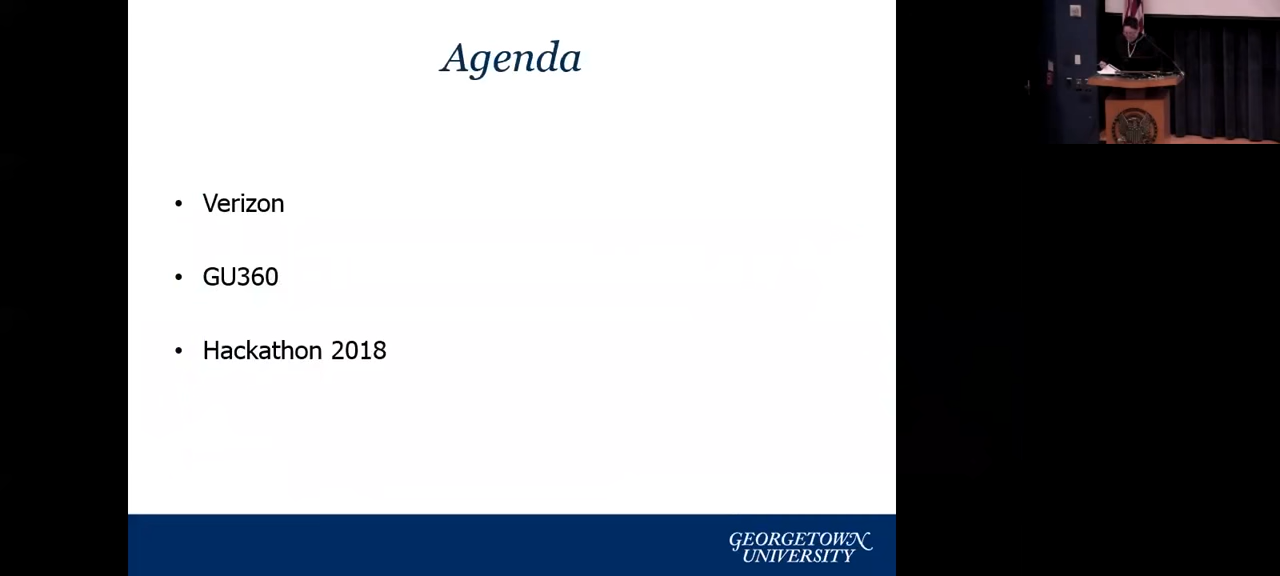 Agenda
• Verizon
• GU360
• Hackathon 2018
GEORGETOWN
UNIVERSITY